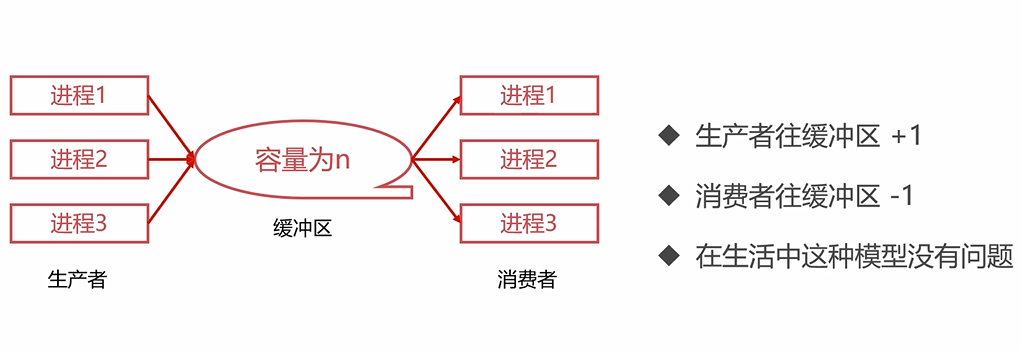 进程1
进程2
进程3
生产者
容量为n
缓冲区
进程1
进程2
进程3
消费者
◆ 生产者往缓冲区 +1
◆ 消费者往缓冲区 -1
◆ 在生活中这种模型没有问题